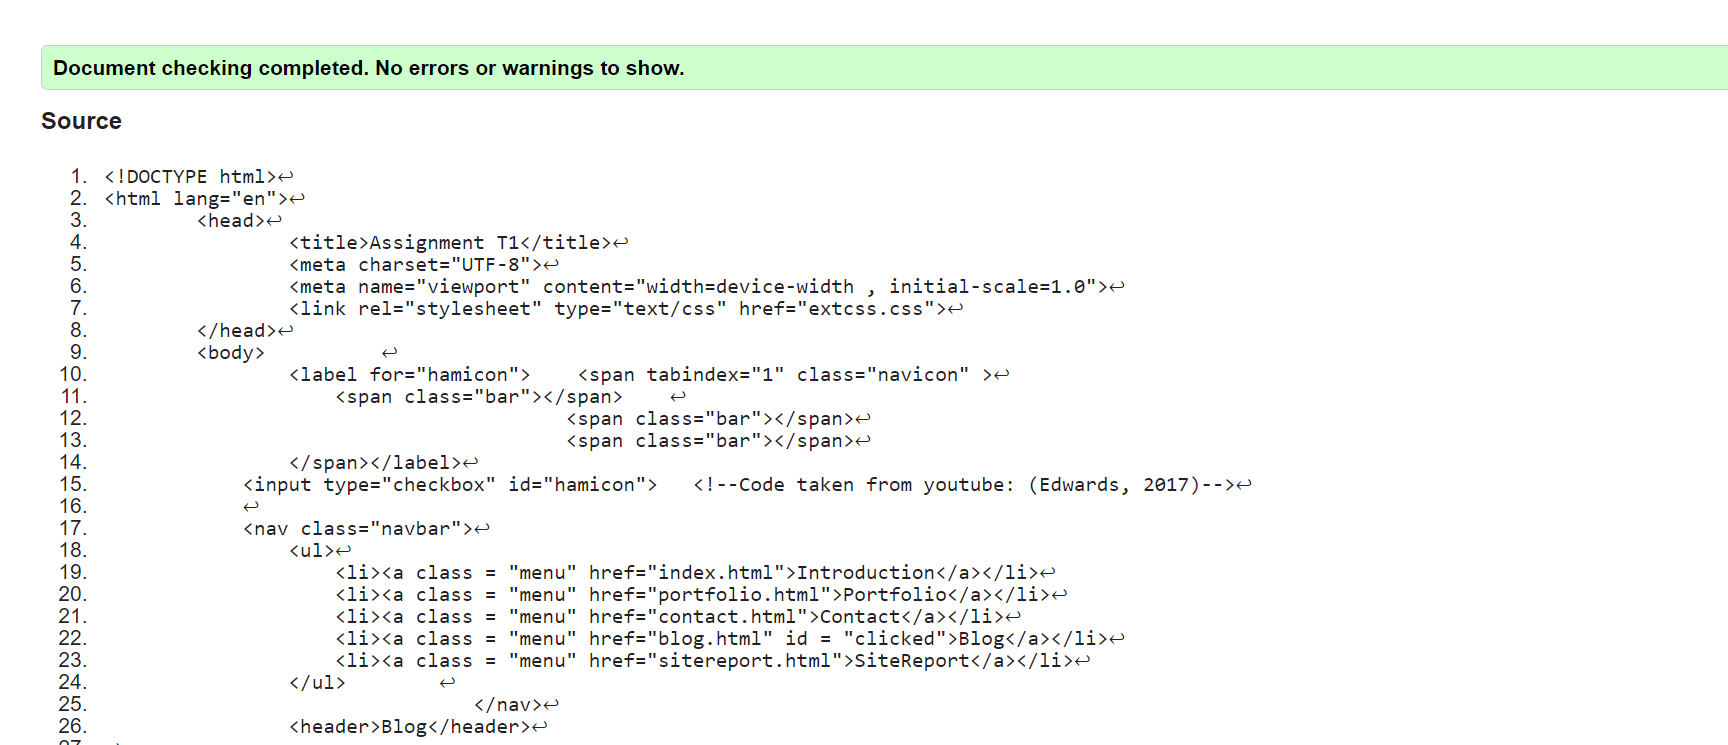 Document checking completed. No errors or warnings to show.
Source
1. <!DOCTYPE html>↩
2. <html lang="en">↩
3. <head>↩
4. <title>Assignment T1</title>↩
5. <meta charset="UTF-8">↩
6. <meta name="viewport" content="width=device-width , initial-scale=1.0">↩
7. <link rel="stylesheet" type="text/css" href="extcss.css">↩
8. </head>↩
9. <body> ↩
10. <label for="hamicon"> <span tabindex="1" class="navicon" >↩
11. <span class="bar"></span> ↩
12. <span class="bar"></span>↩
13. <span class="bar"></span>↩
14. </span></label>↩
15. <input type="checkbox" id="hamicon"> <!--Code taken from youtube: (Edwards, 2017)-->↩
16. ↩
17. <nav class="navbar">↩
18. <ul>↩
19. <li><a class = "menu" href="index.html">Introduction</a></li>↩
20. <li><a class = "menu" href="portfolio.html">Portfolio</a></li>↩
21. <li><a class = "menu" href="contact.html">Contact</a></li>↩
22. <li><a class = "menu" href="blog.html" id = "clicked">Blog</a></li>↩
23. <li><a class = "menu" href="sitereport.html">SiteReport</a></li>↩
24. </ul> ↩
25. </nav>↩
26. <header>Blog</header>↩